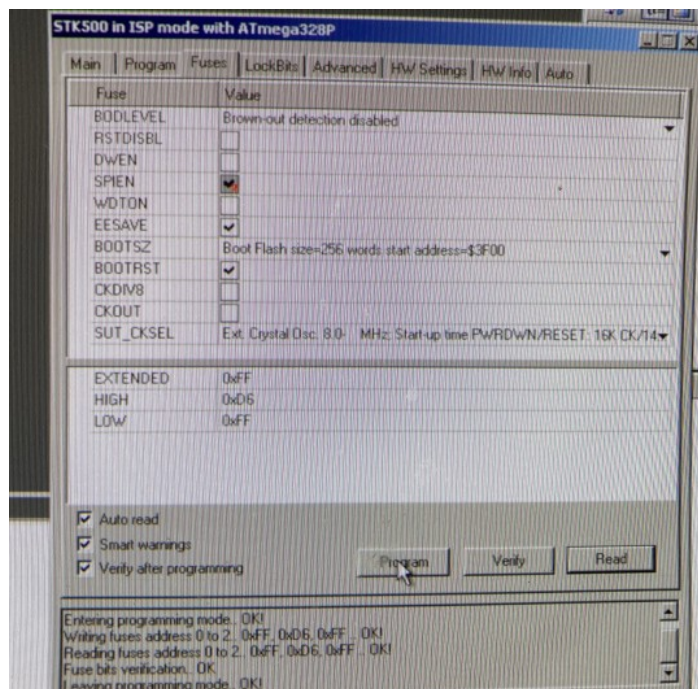 STK500 in ISP mode with ATmega328P
Main Program Fuses LockBits Advanced HW Settings HW Info Auto
Fuse Value
BODLEVEL Brown-out detection disabled
RSTDISBL
DWEN
SPIEN
WDTON
EESAVE
BOOTSZ Boot Flash size=256 words start address=$3F00
BOOTRST
CKDIV8
CKOUT
SUT_CKSEL Ext. Crystal Osc. 8.0- MHz; Start-up time PWRDWN/RESET: 16K CK/14
EXTENDED 0xFF
HIGH 0xD6
LOW 0xFF
Auto read
Smart warnings
Verify after programming
Program Verify Read
Entering programming mode.. OK!
Writing fuses address 0 to 2.. 0xFF, 0xD6, 0xFF .. OK!
Reading fuses address 0 to 2.. 0xFF, 0xD6, 0xFF .. OK!
Fuse bits verification.. OK
Leaving programming mode.. OK!